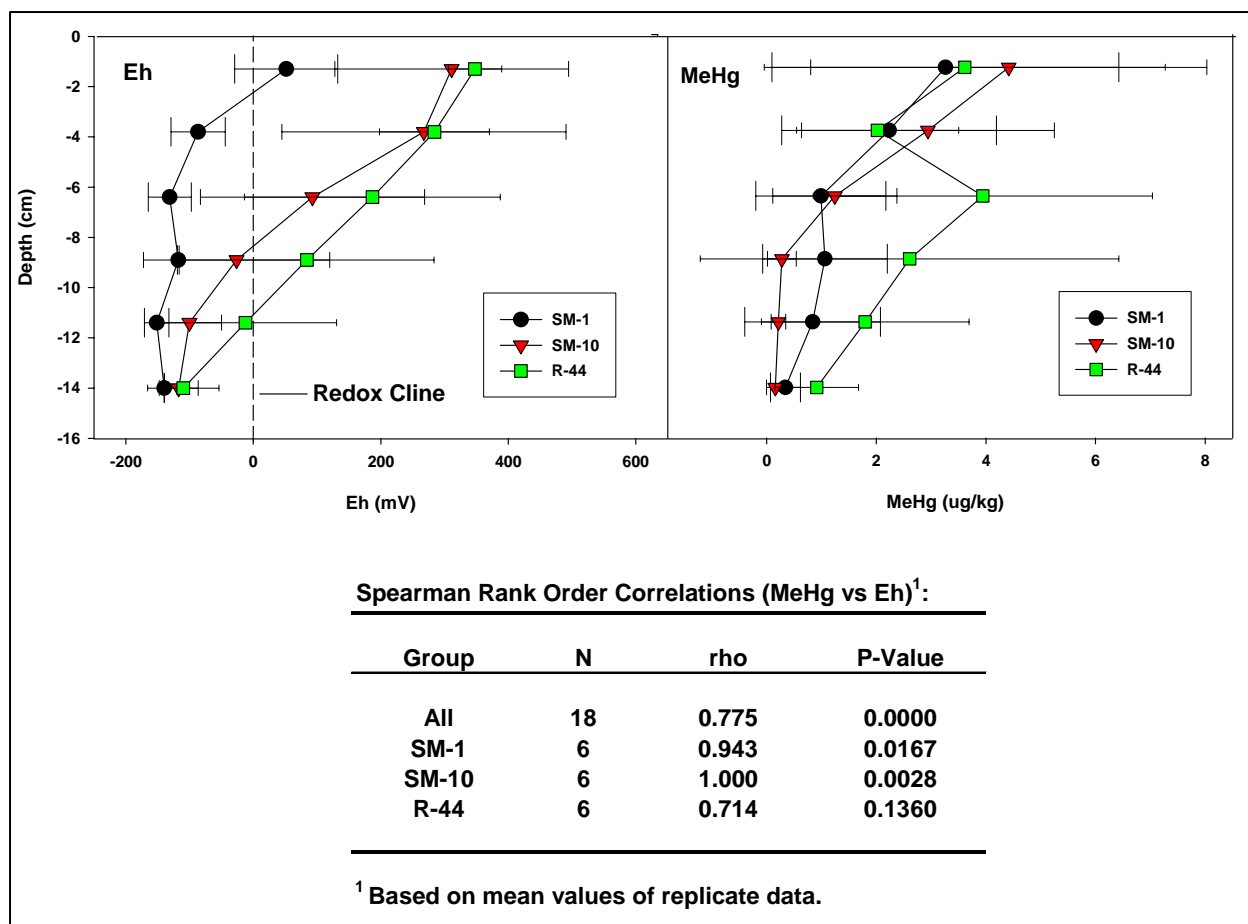 Eh
MeHg
0
-2
-4
-6
-8
-10
-12
-14
-16
Depth (cm)
SM-1
SM-10
R-44
Redox Cline
SM-1
SM-10
R-44
-200 0 200 400 600
0 2 4 6 8
Eh (mV)
MeHg (ug/kg)
Spearman Rank Order Correlations (MeHg vs Eh)1:
Group N rho P-Value
All 18 0.775 0.0000
SM-1 6 0.943 0.0167
SM-10 6 1.000 0.0028
R-44 6 0.714 0.1360
1 Based on mean values of replicate data.